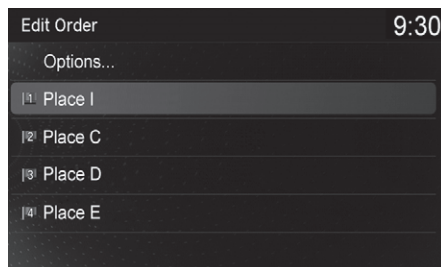 Edit Order 9:30
Options...
1 Place I
2 Place C
3 Place D
4 Place E